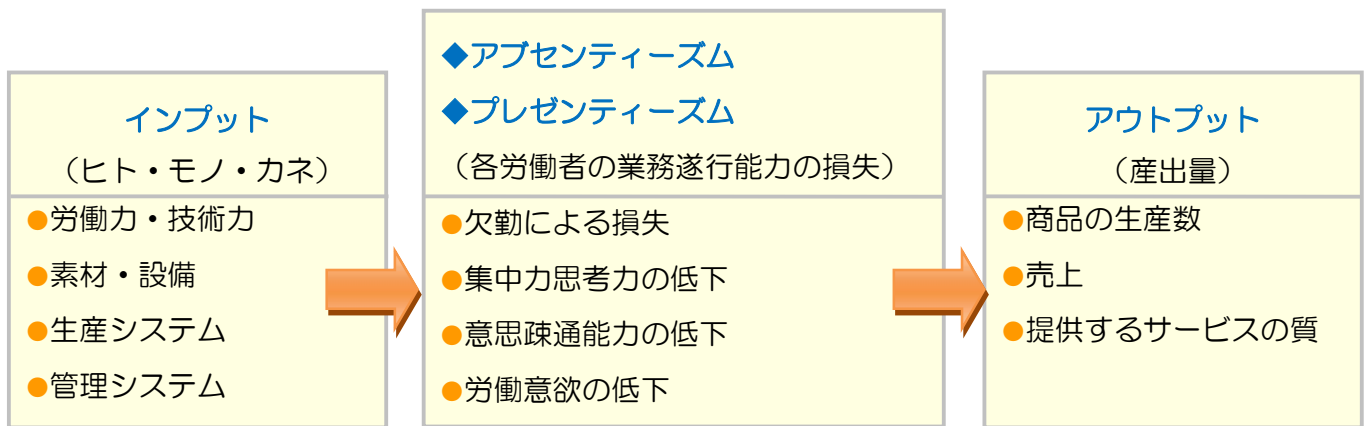 インプット
（ヒト・モノ・カネ）
●労働力・技術力
●素材・設備
●生産システム
●管理システム
◆アブセンティーズム
◆プレゼンティーズム
（各労働者の業務遂行能力の損失）
●欠勤による損失
●集中力思考力の低下
●意思疎通能力の低下
●労働意欲の低下
アウトプット
（産出量）
●商品の生産数
●売上
●提供するサービスの質